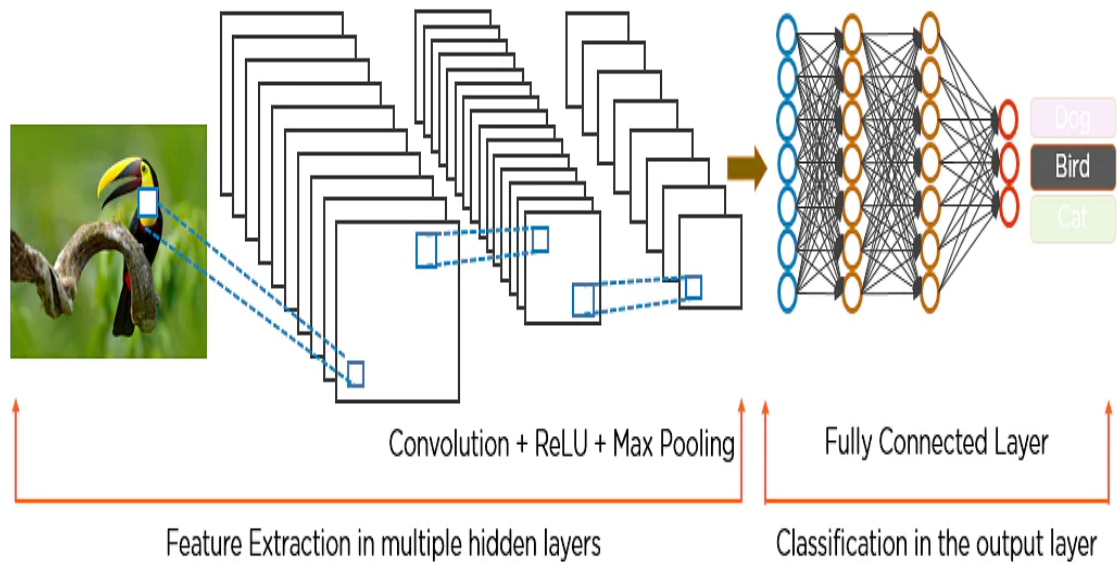 Dog
Bird
Cat
Convolution + ReLU + Max Pooling
Fully Connected Layer
Feature Extraction in multiple hidden layers
Classification in the output layer